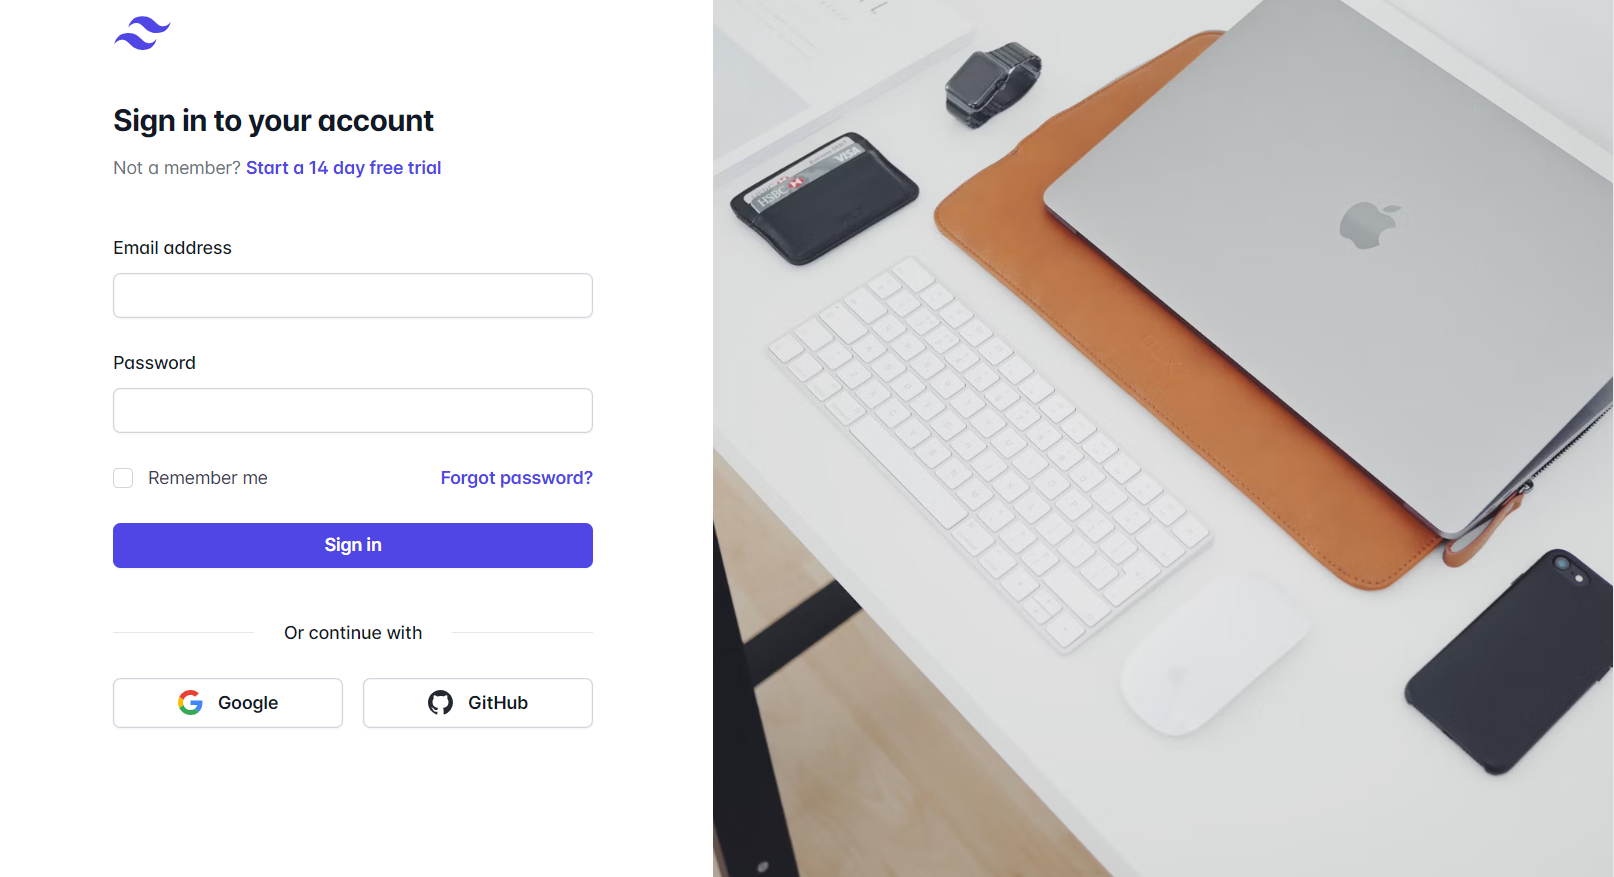 Sign in to your account
Not a member? Start a 14 day free trial
Email address
Password
Remember me
Forgot password?
Sign in
Or continue with
Google
GitHub
VISA
HSBC